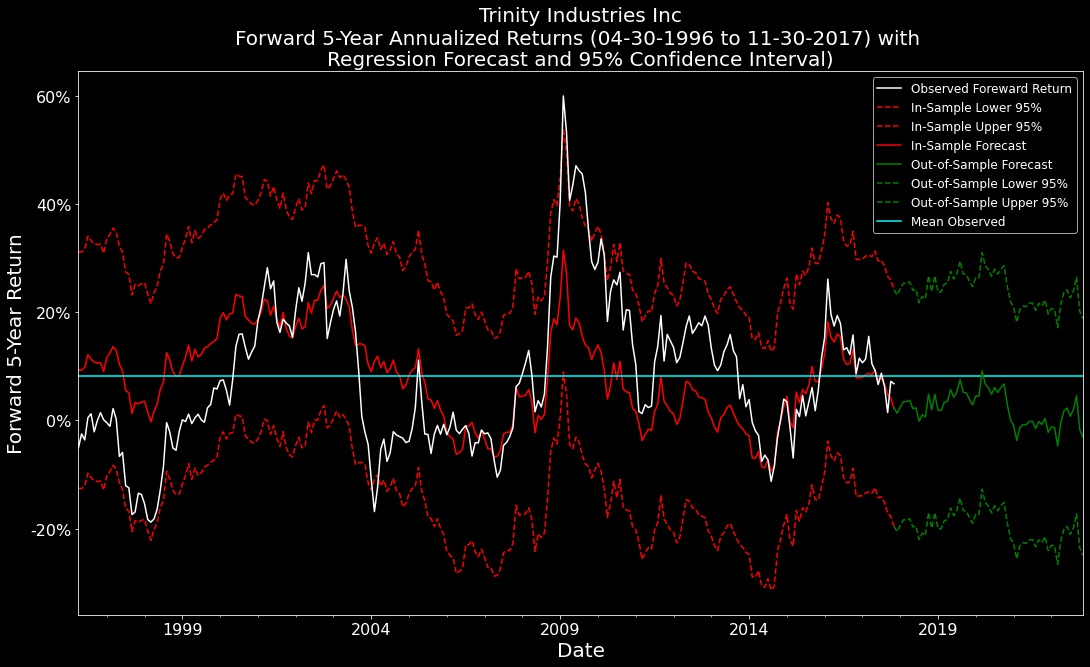 Trinity Industries Inc
Forward 5-Year Annualized Returns (04-30-1996 to 11-30-2017) with
Regression Forecast and 95% Confidence Interval)
Observed Foreward Return
In-Sample Lower 95%
In-Sample Upper 95%
In-Sample Forecast
Out-of-Sample Forecast
Out-of-Sample Lower 95%
Out-of-Sample Upper 95%
Mean Observed
Forward 5-Year Return
60%
40%
20%
0%
-20%
1999
2004
2009
2014
2019
Date